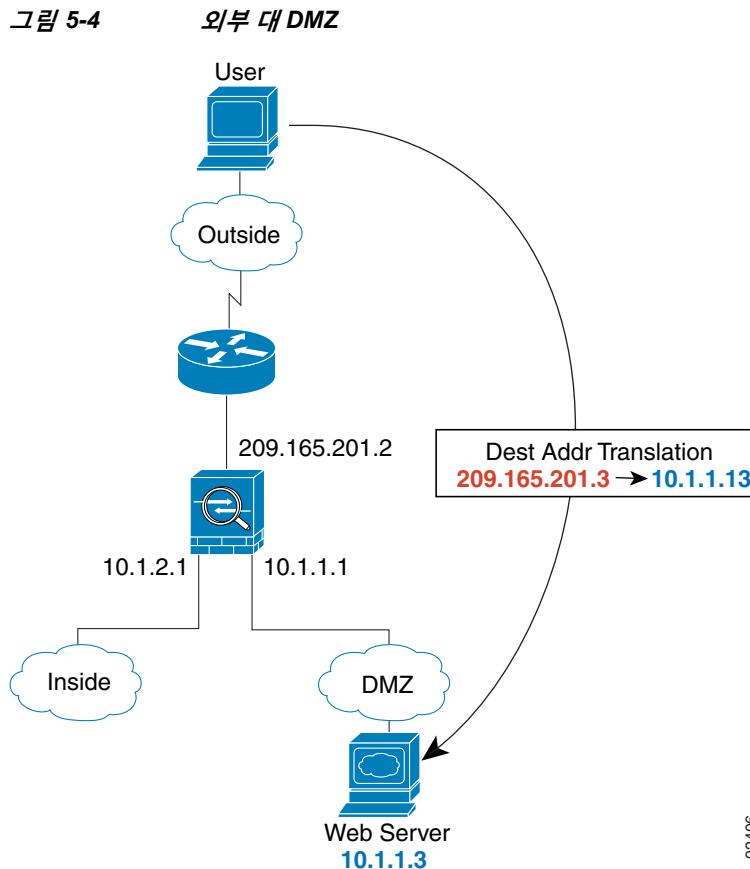 그림 5-4 외부 대 DMZ
User
Outside
209.165.201.2
Dest Addr Translation
209.165.201.3 → 10.1.1.13
10.1.2.1 10.1.1.1
Inside
DMZ
Web Server
10.1.1.3